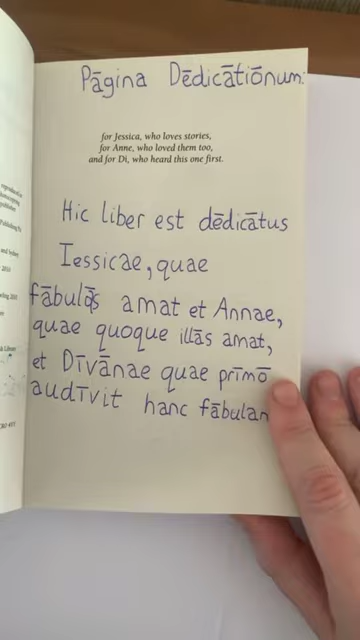 Pāgina Dēdicātiōnum:
for Jessica, who loves stories,
for Anne, who loved them too,
and for Di, who heard this one first.
Hic liber est dēdicātus
Iessicae, quae
fābulās amat et Annae,
quae quoque illās amat,
et Dīvānae quae prīmō
audīvit hanc fābulam